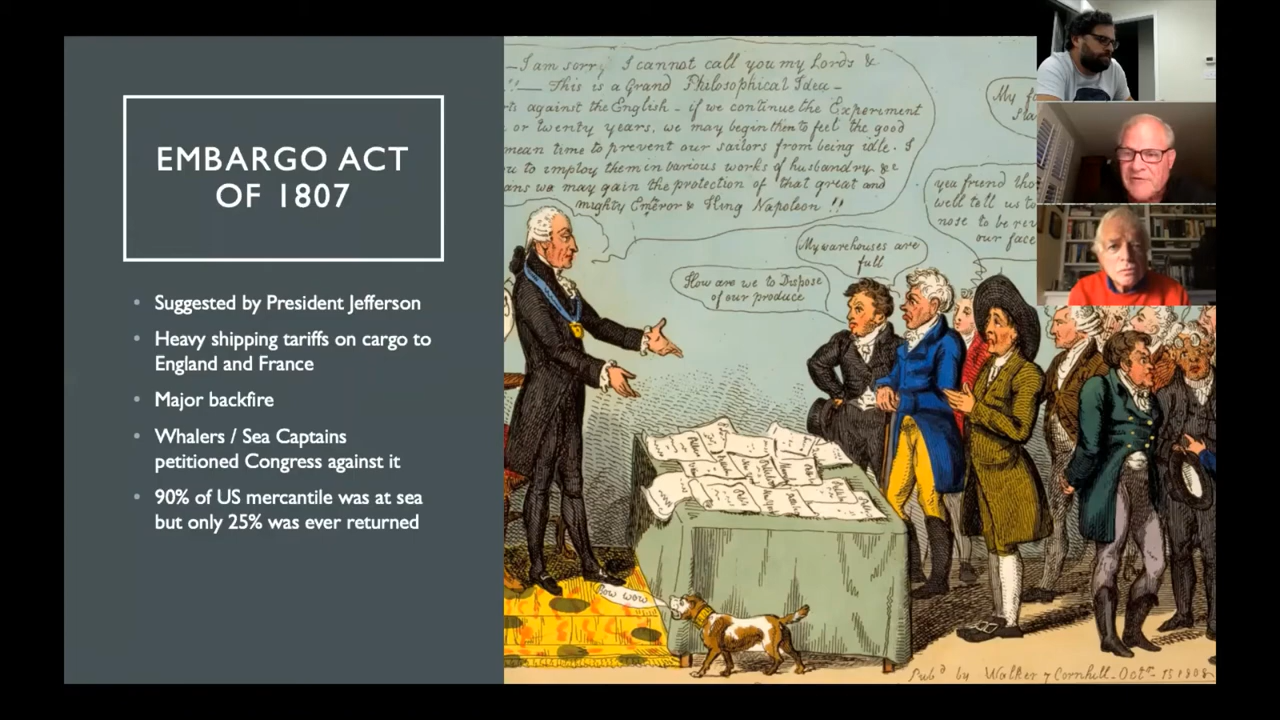 EMBARGO ACT
OF 1807
Suggested by President Jefferson
Heavy shipping tariffs on cargo to
England and France
Major backfire
Whalers / Sea Captains
petitioned Congress against it
90% of US mercantile was at sea
but only 25% was ever returned
I am sorry I cannot call you my Lords &
!! — This is a Grand Philosophical Idea —
against the English - if we continue the Experiment
or twenty years, we may begin them to feel the good
mean time to prevent our sailors from being idle. I
to employ them in various works of husbandry &c
we may gain the protection of that great and
mighty Emperor & King Napoleon !!
My
yea friend
well tell us to
nose to be
our face
My warehouses are
full
How are we to Dispose
of our produce
Bow wow
Pubd by Walker 7 Cornhill - Octr - 15 1808